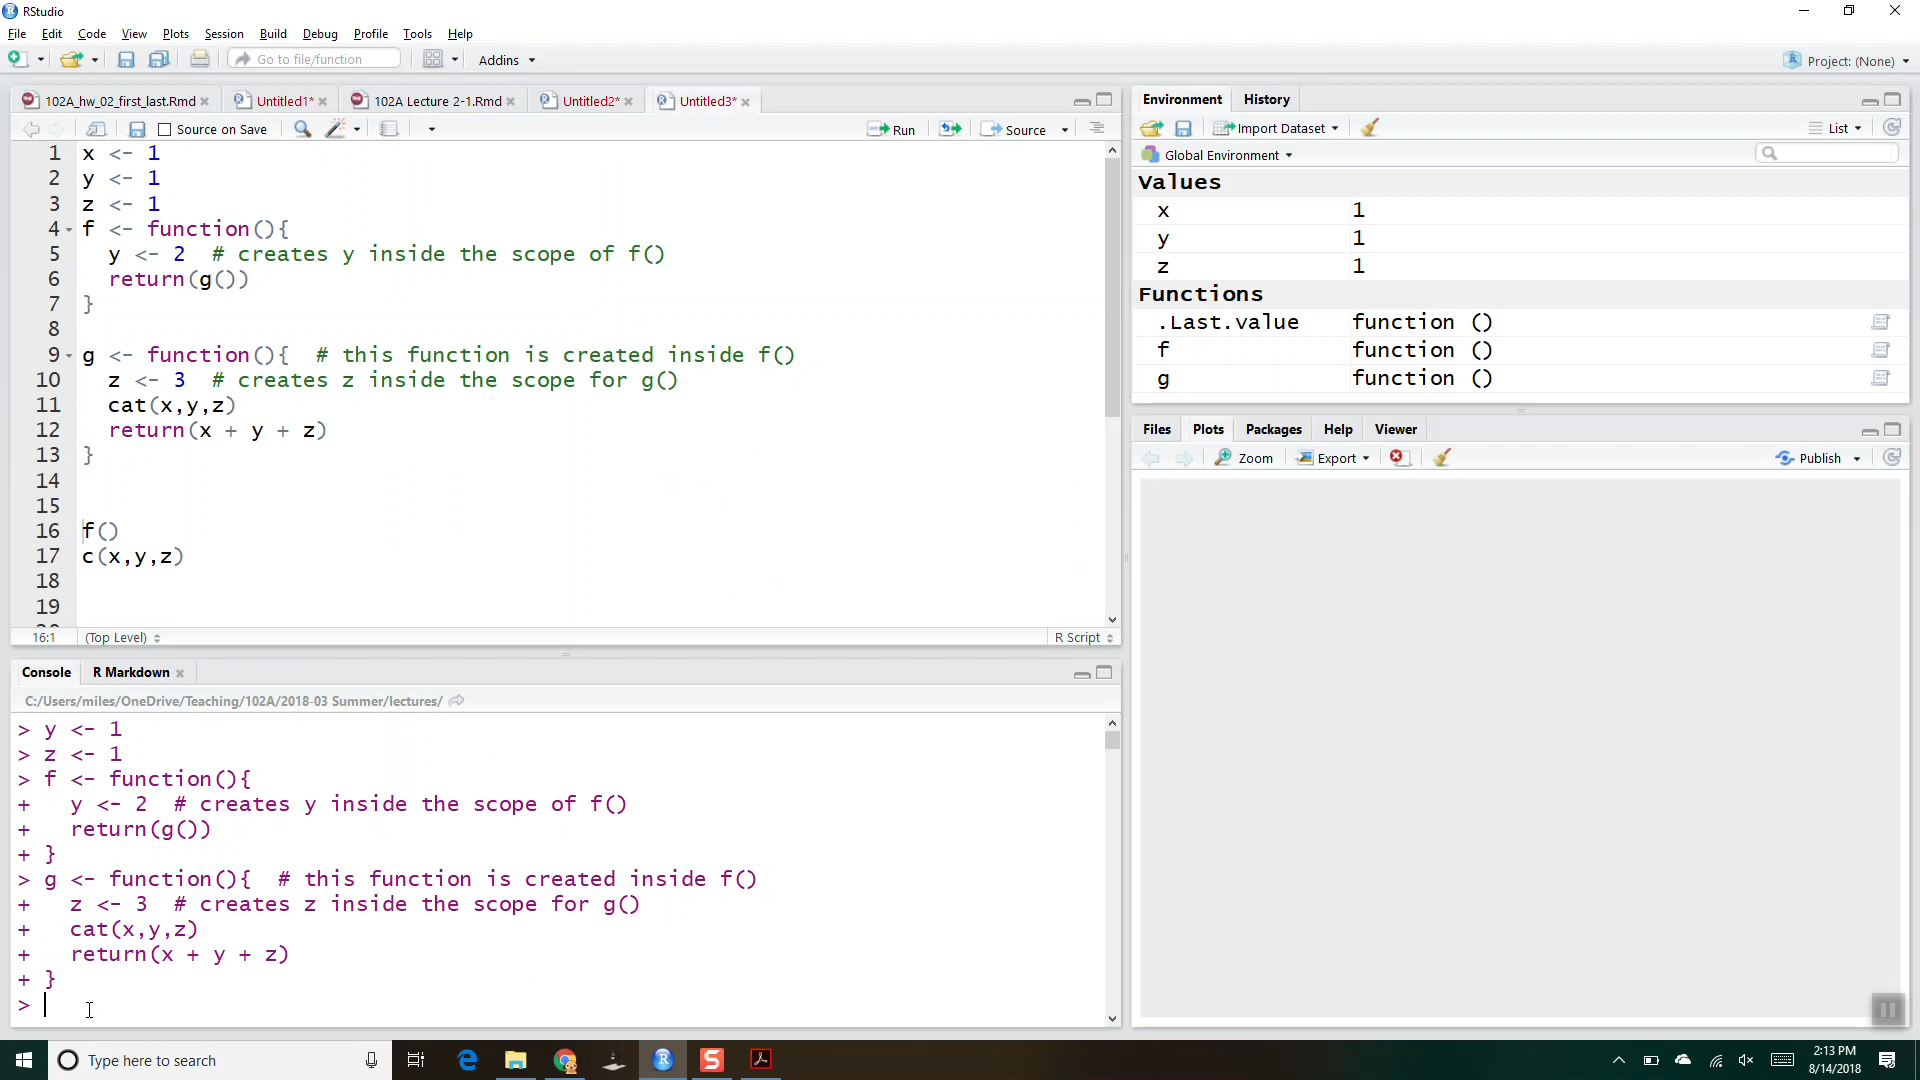 RStudio
File Edit Code View Plots Session Build Debug Profile Tools Help
Go to file/function Addins Project: (None)
102A_hw_02_first_last.Rmd Untitled1* 102A Lecture 2-1.Rmd Untitled2* Untitled3*
Source on Save Run Source
1 x <- 1
2 y <- 1
3 z <- 1
4 f <- function(){
5 y <- 2 # creates y inside the scope of f()
6 return(g())
7 }
8
9 g <- function(){ # this function is created inside f()
10 z <- 3 # creates z inside the scope for g()
11 cat(x,y,z)
12 return(x + y + z)
13 }
14
15
16 f()
17 c(x,y,z)
18
19
16:1 (Top Level) R Script
Console R Markdown
C:/Users/miles/OneDrive/Teaching/102A/2018-03 Summer/lectures/
> y <- 1
> z <- 1
> f <- function(){
+ y <- 2 # creates y inside the scope of f()
+ return(g())
+ }
> g <- function(){ # this function is created inside f()
+ z <- 3 # creates z inside the scope for g()
+ cat(x,y,z)
+ return(x + y + z)
+ }
>
Environment History
Import Dataset List
Global Environment
Values
x 1
y 1
z 1
Functions
.Last.value function ()
f function ()
g function ()
Files Plots Packages Help Viewer
Zoom Export Publish
Type here to search
2:13 PM
8/14/2018